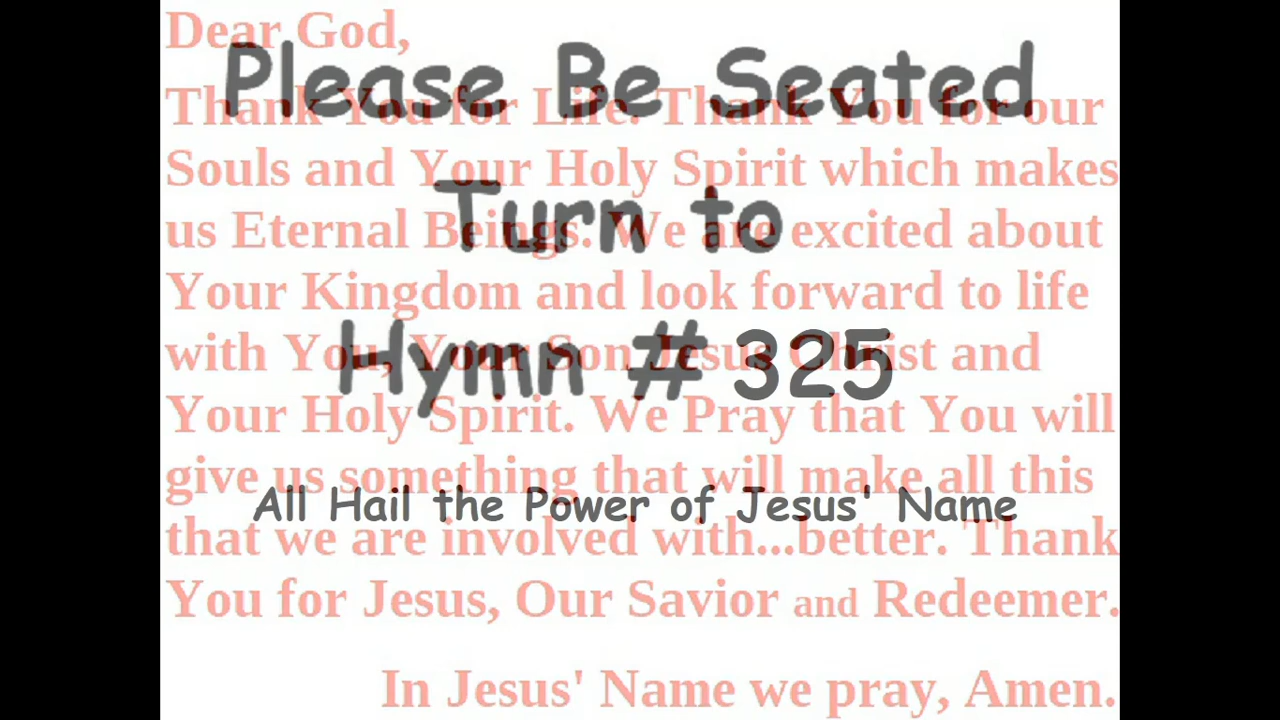 Dear God,
Please Be Seated
Thank You for Life. Thank You for our
Souls and Your Holy Spirit which makes
Turn to
us Eternal Beings. We are excited about
Your Kingdom and look forward to life
with You, Your Son Jesus Christ and
Hymn # 325
Your Holy Spirit. We Pray that You will
give us something that will make all this
All Hail the Power of Jesus' Name
that we are involved with...better. Thank
You for Jesus, Our Savior and Redeemer.
In Jesus' Name we pray, Amen.